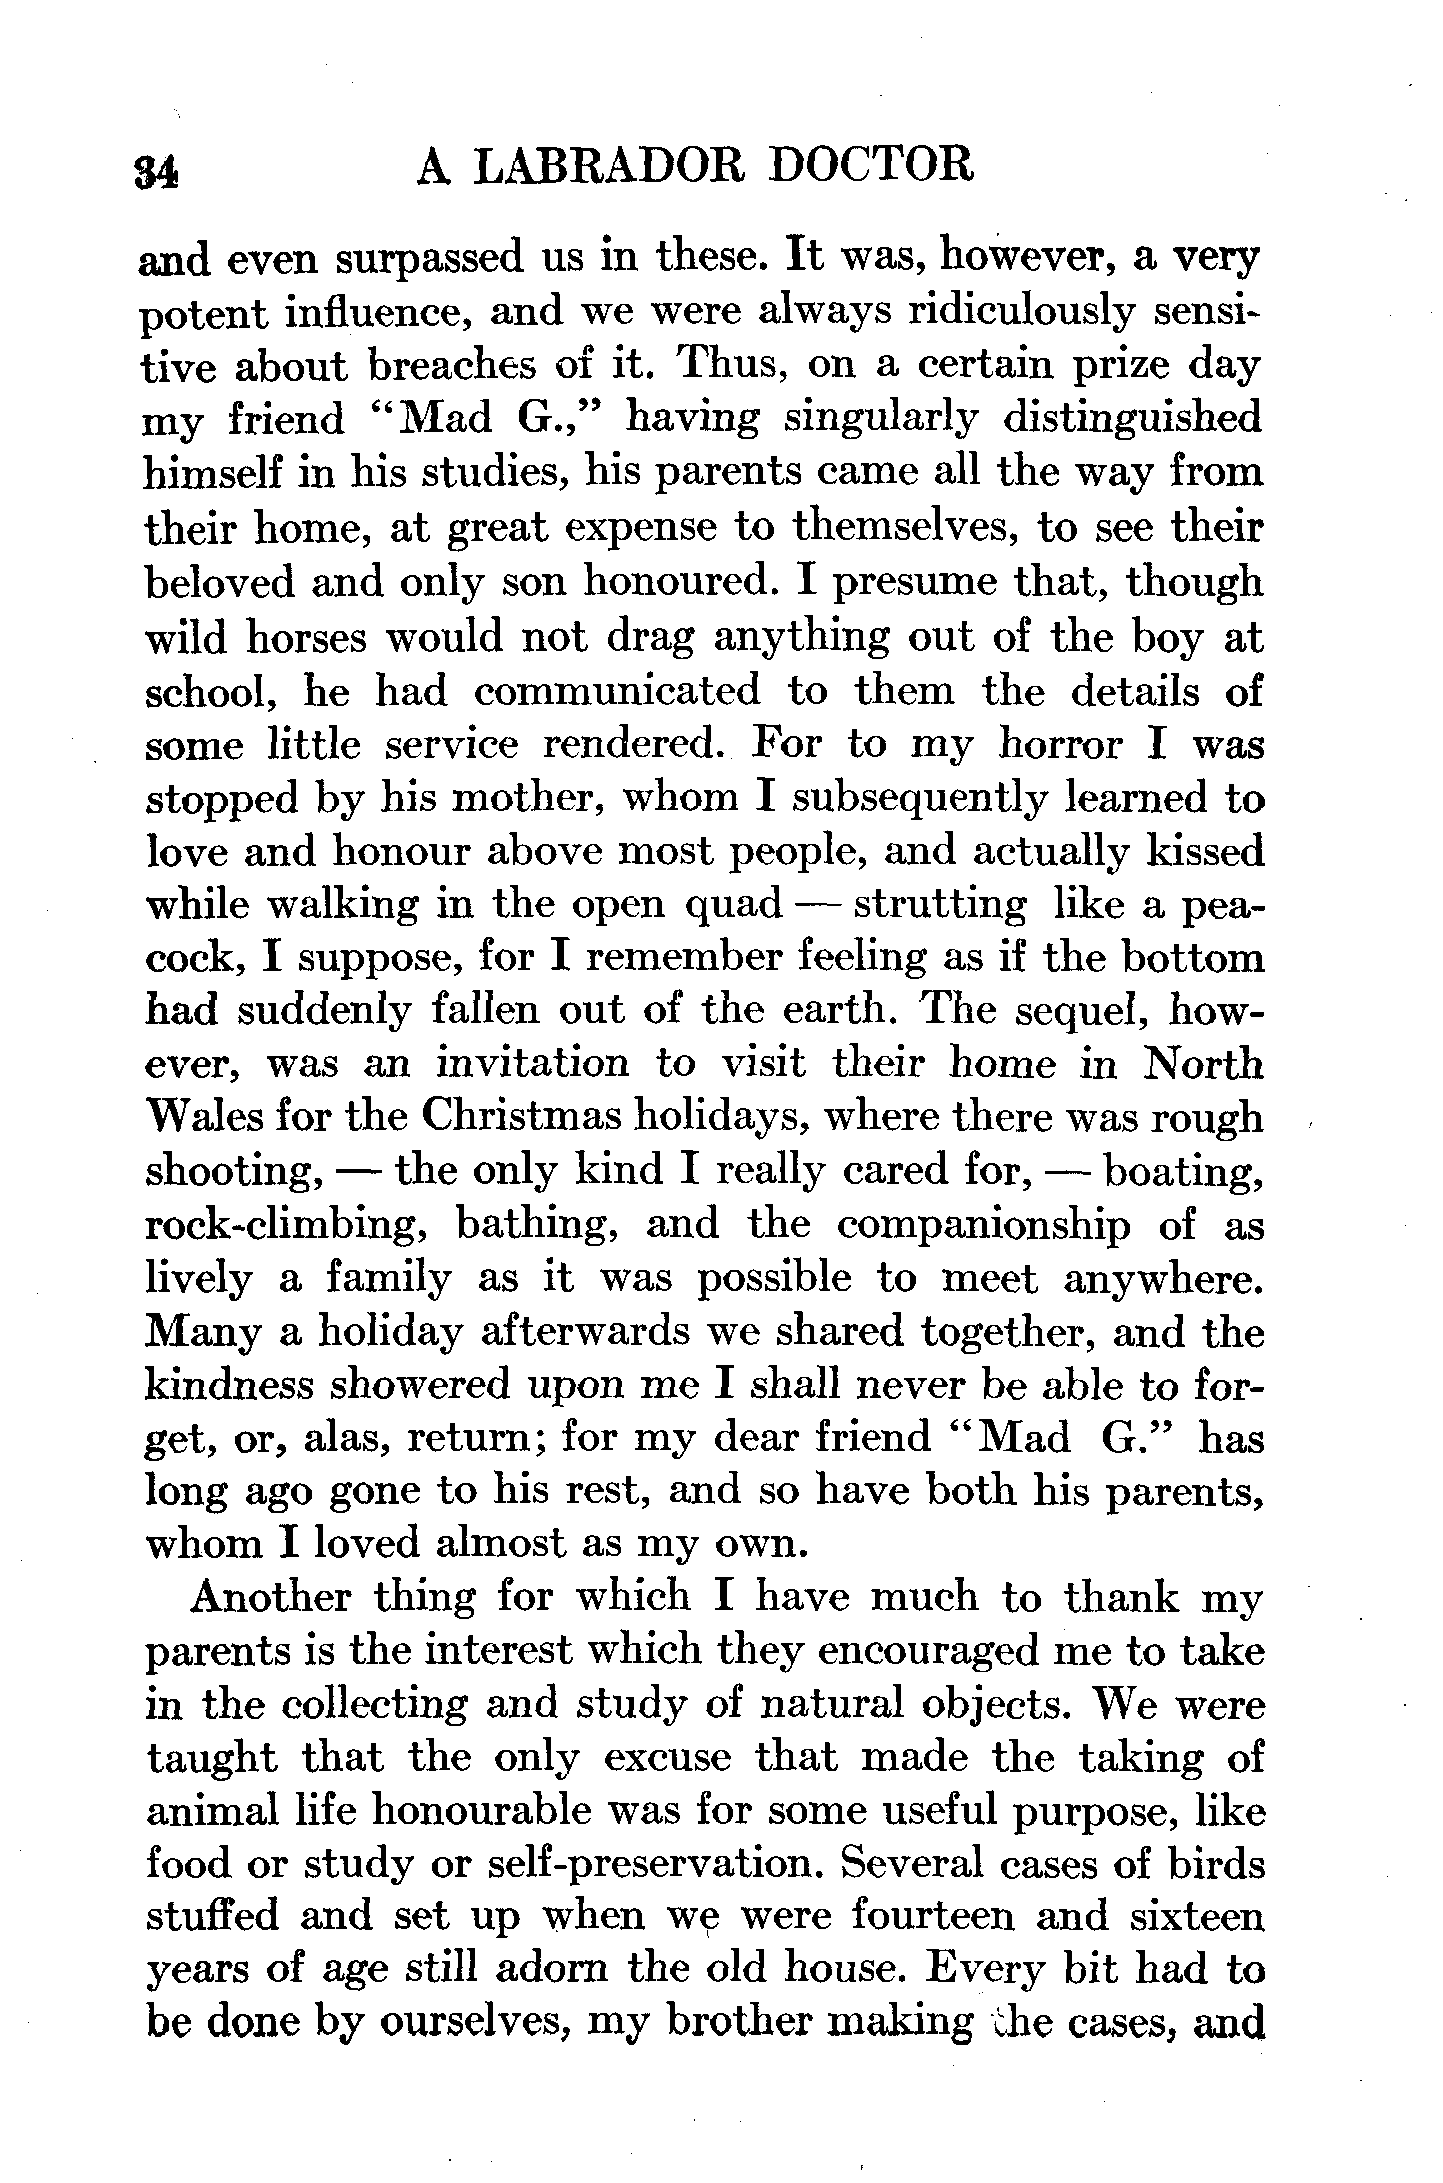 34 A LABRADOR DOCTOR
and even surpassed us in these. It was, however, a very
potent influence, and we were always ridiculously sensi-
tive about breaches of it. Thus, on a certain prize day
my friend “Mad G.,” having singularly distinguished
himself in his studies, his parents came all the way from
their home, at great expense to themselves, to see their
beloved and only son honoured. I presume that, though
wild horses would not drag anything out of the boy at
school, he had communicated to them the details of
some little service rendered. For to my horror I was
stopped by his mother, whom I subsequently learned to
love and honour above most people, and actually kissed
while walking in the open quad — strutting like a pea-
cock, I suppose, for I remember feeling as if the bottom
had suddenly fallen out of the earth. The sequel, how-
ever, was an invitation to visit their home in North
Wales for the Christmas holidays, where there was rough
shooting, — the only kind I really cared for, — boating,
rock-climbing, bathing, and the companionship of as
lively a family as it was possible to meet anywhere.
Many a holiday afterwards we shared together, and the
kindness showered upon me I shall never be able to for-
get, or, alas, return; for my dear friend “Mad G.” has
long ago gone to his rest, and so have both his parents,
whom I loved almost as my own.
Another thing for which I have much to thank my
parents is the interest which they encouraged me to take
in the collecting and study of natural objects. We were
taught that the only excuse that made the taking of
animal life honourable was for some useful purpose, like
food or study or self-preservation. Several cases of birds
stuffed and set up when we were fourteen and sixteen
years of age still adorn the old house. Every bit had to
be done by ourselves, my brother making the cases, and